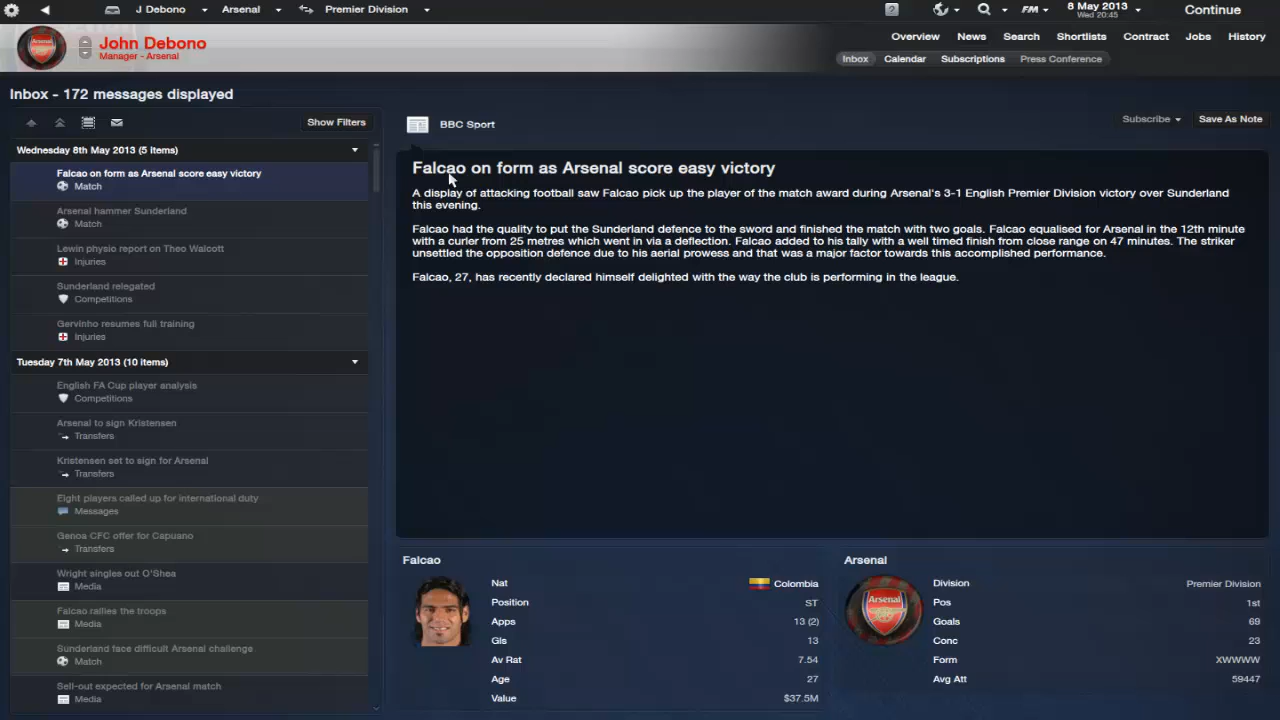 J Debono
Arsenal
Premier Division
?
FM
8 May 2013
Wed 20:45
Continue
John Debono
Manager - Arsenal
Overview
News
Search
Shortlists
Contract
Jobs
History
Inbox
Calendar
Subscriptions
Press Conference
Inbox - 172 messages displayed
Show Filters
Wednesday 8th May 2013 (5 items)
Falcao on form as Arsenal score easy victory
Match
Arsenal hammer Sunderland
Match
Lewin physio report on Theo Walcott
Injuries
Sunderland relegated
Competitions
Gervinho resumes full training
Injuries
Tuesday 7th May 2013 (10 items)
English FA Cup player analysis
Competitions
Arsenal to sign Kristensen
Transfers
Kristensen set to sign for Arsenal
Transfers
Eight players called up for international duty
Messages
Genoa CFC offer for Capuano
Transfers
Wright singles out O'Shea
Media
Falcao rallies the troops
Media
Sunderland face difficult Arsenal challenge
Match
Sell-out expected for Arsenal match
Media
BBC Sport
Subscribe
Save As Note
Falcao on form as Arsenal score easy victory
A display of attacking football saw Falcao pick up the player of the match award during Arsenal's 3-1 English Premier Division victory over Sunderland
this evening.
Falcao had the quality to put the Sunderland defence to the sword and finished the match with two goals. Falcao equalised for Arsenal in the 12th minute
with a curler from 25 metres which went in via a deflection. Falcao added to his tally with a well timed finish from close range on 47 minutes. The striker
unsettled the opposition defence due to his aerial prowess and that was a major factor towards this accomplished performance.
Falcao, 27, has recently declared himself delighted with the way the club is performing in the league.
Falcao
Nat Colombia
Position ST
Apps 13 (2)
Gls 13
Av Rat 7.54
Age 27
Value $37.5M
Arsenal
Arsenal
Division Premier Division
Pos 1st
Goals 69
Conc 23
Form XWWWW
Avg Att 59447